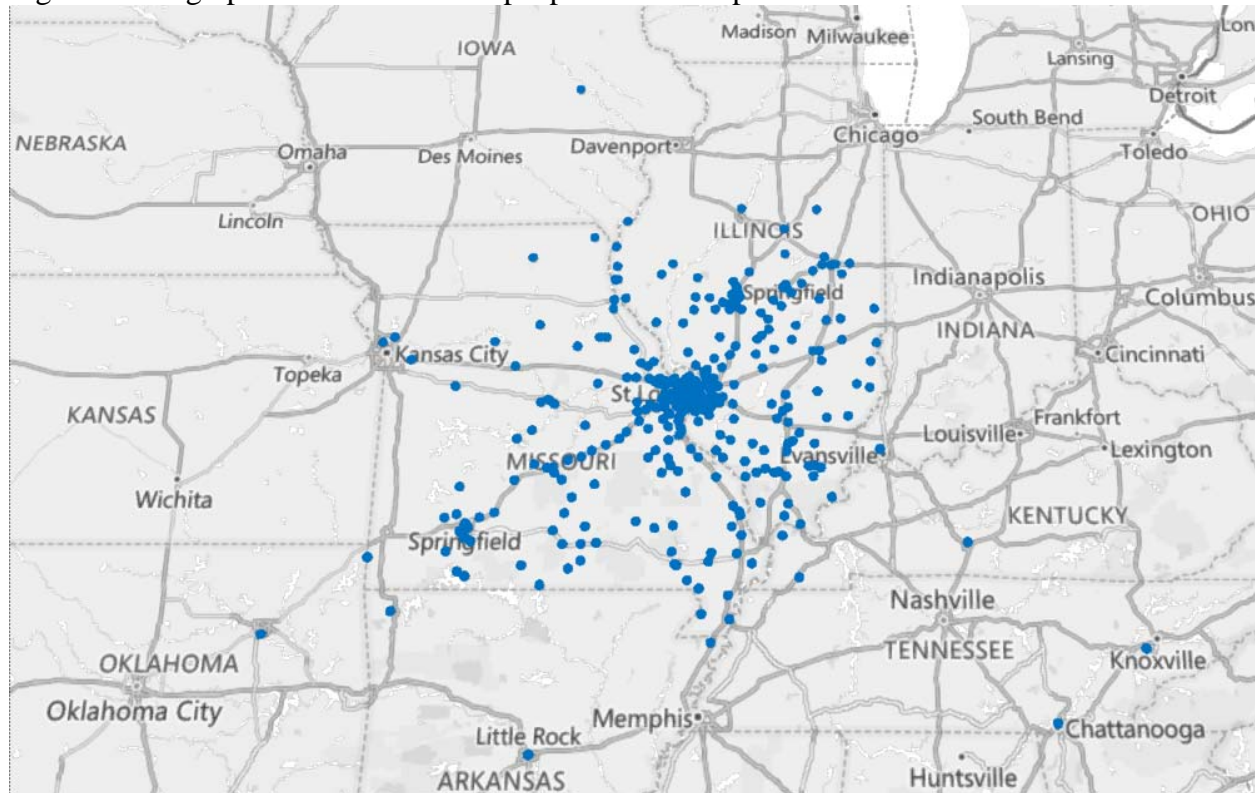 Madison
Milwaukee
Lon
IOWA
Lansing
Detroit
NEBRASKA
Omaha
Des Moines
Davenport
Chicago
South Bend
Toledo
Lincoln
ILLINOIS
OHIO
Indianapolis
Springfield
Columbus
INDIANA
Kansas City
Topeka
Cincinnati
St Lo
KANSAS
Frankfort
Louisville
Lexington
MISSOURI
Evansville
Wichita
KENTUCKY
Springfield
Nashville
TENNESSEE
Knoxville
OKLAHOMA
Oklahoma City
Memphis
Little Rock
Chattanooga
ARKANSAS
Huntsville